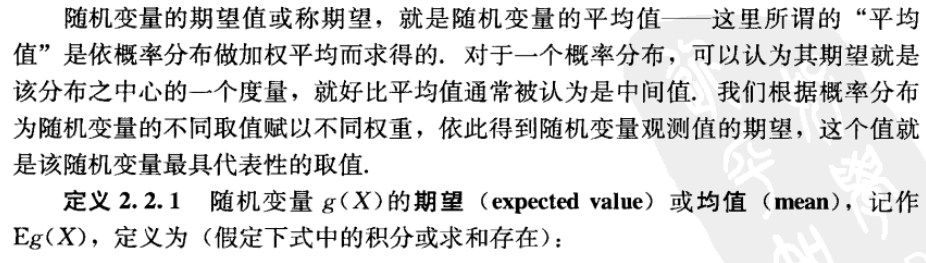 随机变量的期望值或称期望，就是随机变量的平均值——这里所谓的“平均
值”是依概率分布做加权平均而求得的. 对于一个概率分布，可以认为其期望就是
该分布之中心的一个度量，就好比平均值通常被认为是中间值. 我们根据概率分布
为随机变量的不同取值赋以不同权重，依此得到随机变量观测值的期望，这个值就
是该随机变量最具代表性的取值.
定义 2.2.1 随机变量 g(X)的期望（expected value）或均值（mean），记作
Eg(X)，定义为（假定下式中的积分或求和存在）：